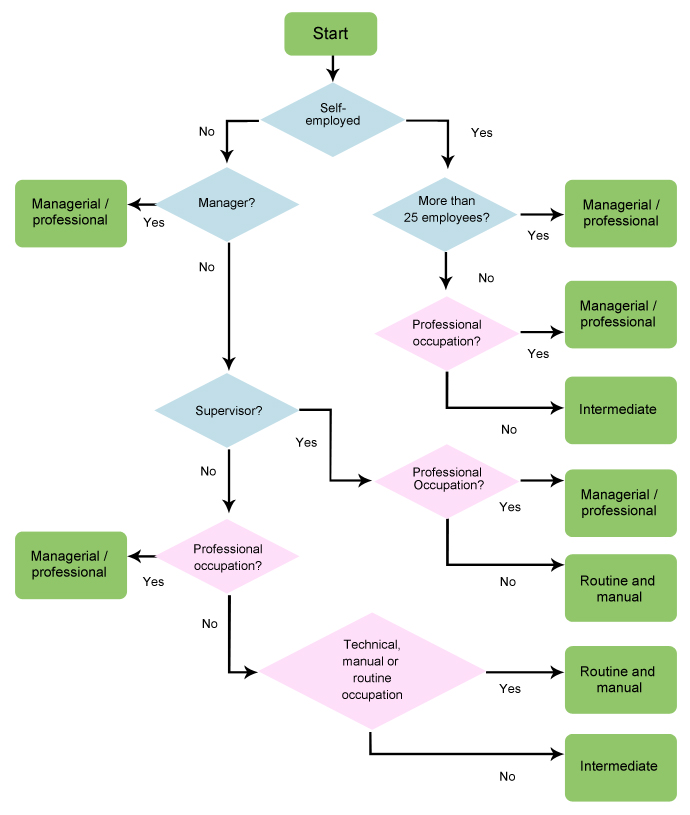 Start
Self-
employed
No
Yes
Managerial /
professional
Yes
Manager?
More than
25 employees?
Yes
Managerial /
professional
No
No
Professional
occupation?
Yes
Managerial /
professional
Intermediate
No
Supervisor?
Yes
No
Professional
Occupation?
Yes
Managerial /
professional
Managerial /
professional
Yes
Professional
occupation?
No
Routine and
manual
No
Technical,
manual or
routine
occupation
Yes
Routine and
manual
No
Intermediate